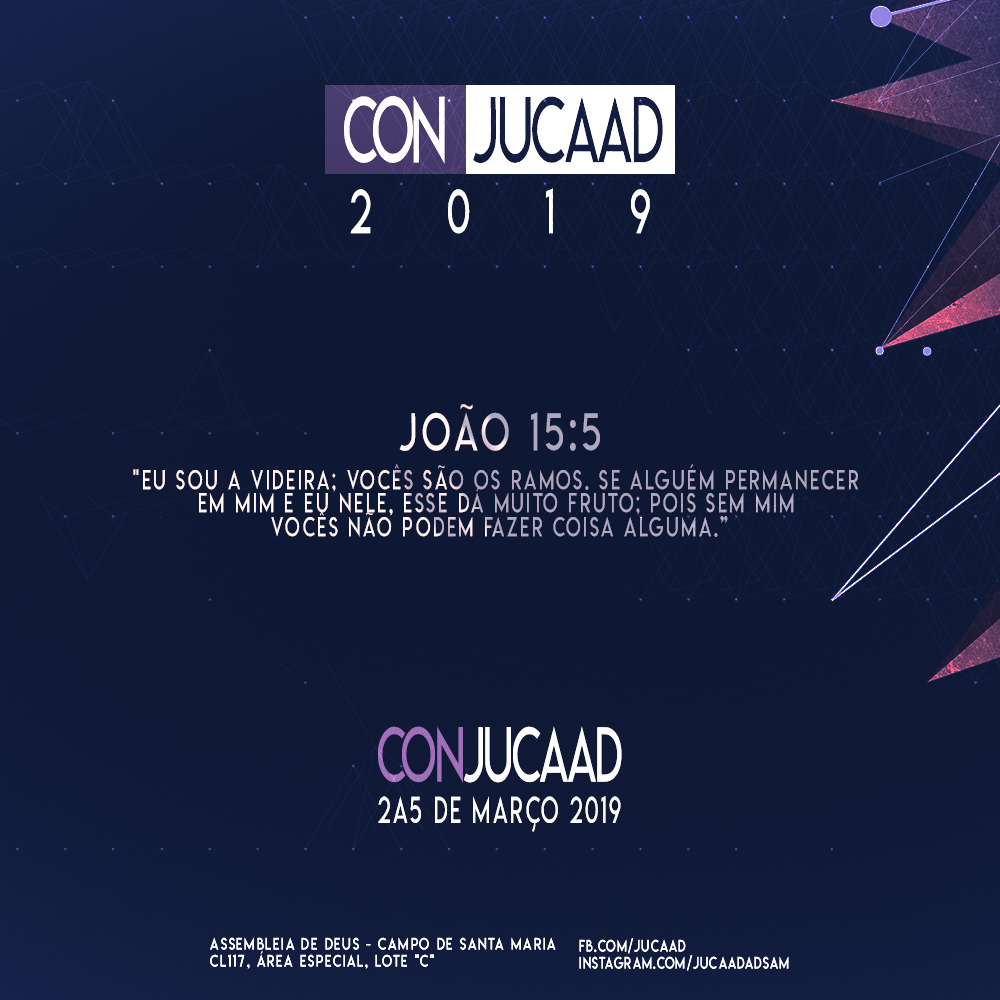 CON JUCAAD
2 0 1 9
JOÃO 15:5
"EU SOU A VIDEIRA; VOCÊS SÃO OS RAMOS. SE ALGUÉM PERMANECER
EM MIM E EU NELE, ESSE DÁ MUITO FRUTO; POIS SEM MIM
VOCÊS NÃO PODEM FAZER COISA ALGUMA.”
CONJUCAAD
2A5 DE MARÇO 2019
ASSEMBLEIA DE DEUS - CAMPO DE SANTA MARIA
CL117, ÁREA ESPECIAL, LOTE "C"
FB.COM/JUCAAD
INSTAGRAM.COM/JUCAADADSAM